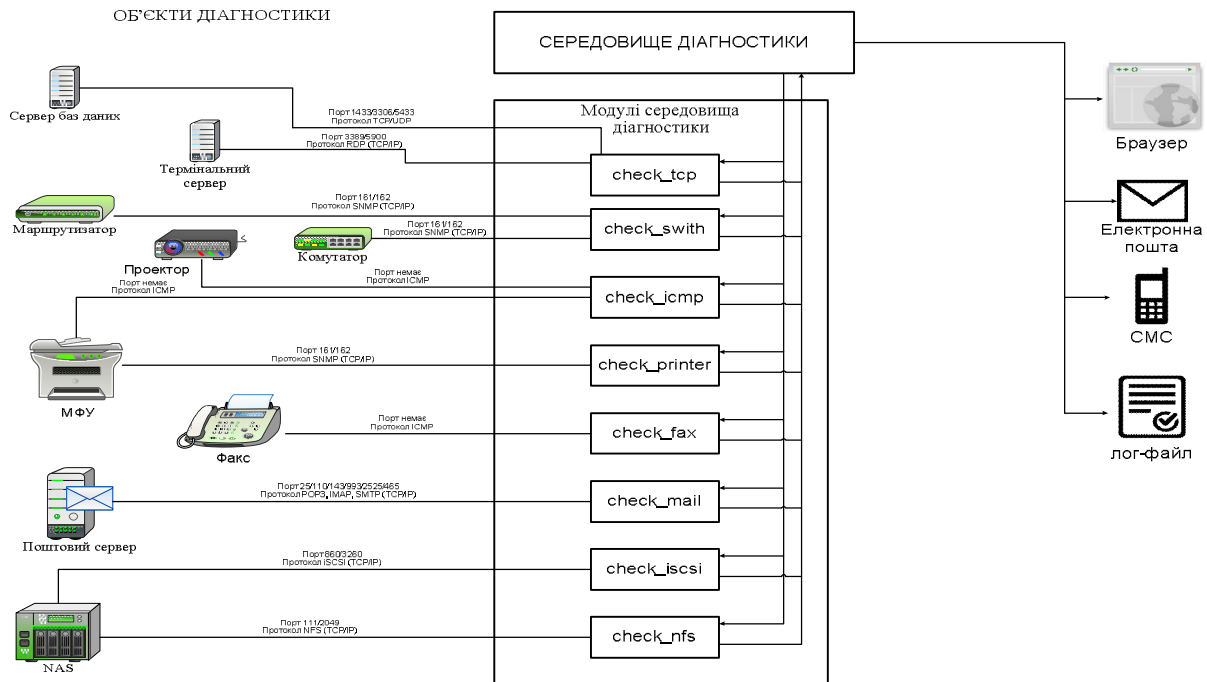 ОБ’ЄКТИ ДІАГНОСТИКИ
СЕРЕДОВИЩЕ ДІАГНОСТИКИ
Модулі середовища
діагностики
Сервер баз даних
Порт 1433/3306/5433
Протокол TCP/UDP
Термінальний
сервер
Порт 3389/5900
Протокол RDP (TCP/IP)
check_tcp
Маршрутизатор
Порт 161/162
Протокол SNMP (TCP/IP)
Комутатор
Порт 161/162
Протокол SNMP (TCP/IP)
check_swith
Проектор
Порт немає
Протокол ICMP
Порт немає
Протокол ICMP
check_icmp
МФУ
Порт 161/162
Протокол SNMP (TCP/IP)
check_printer
Факс
Порт немає
Протокол ICMP
check_fax
Поштовий сервер
Порт 25/110/143/993/2525/465
Протокол POP3, IMAP, SMTP (TCP/IP)
check_mail
Порт 860/3260
Протокол iSCSI (TCP/IP)
check_iscsi
NAS
Порт 111/2049
Протокол NFS (TCP/IP)
check_nfs
Браузер
Електронна
пошта
СМС
лог-файл